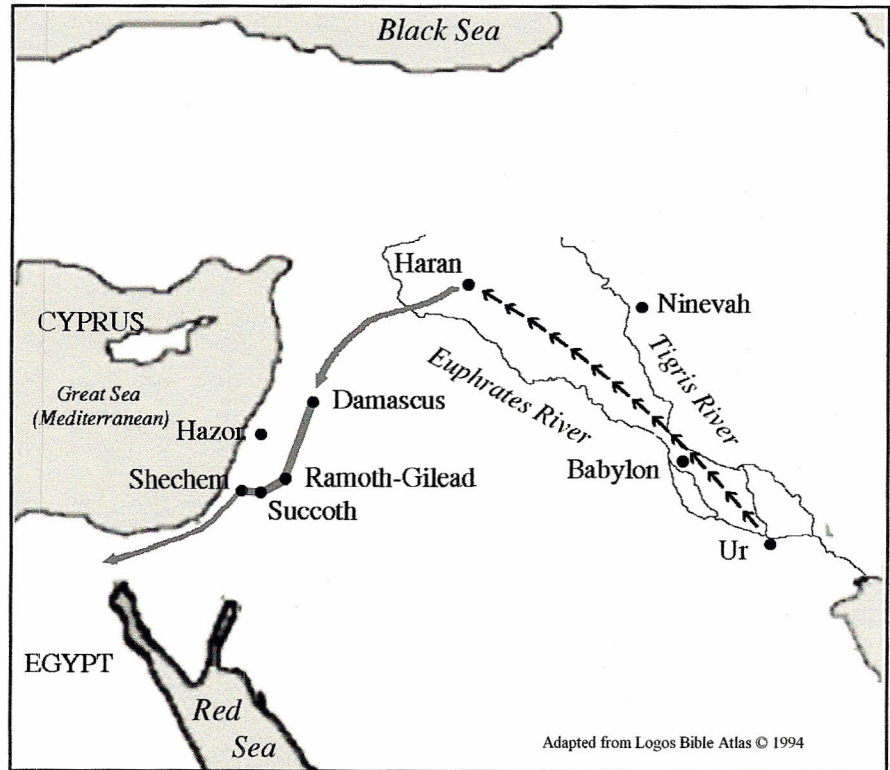 Black Sea
Haran
Ninevah
CYPRUS
Tigris River
Great Sea
(Mediterranean)
Euphrates River
Damascus
Hazor
Babylon
Shechem
Ramoth-Gilead
Succoth
Ur
EGYPT
Red
Sea
Adapted from Logos Bible Atlas © 1994